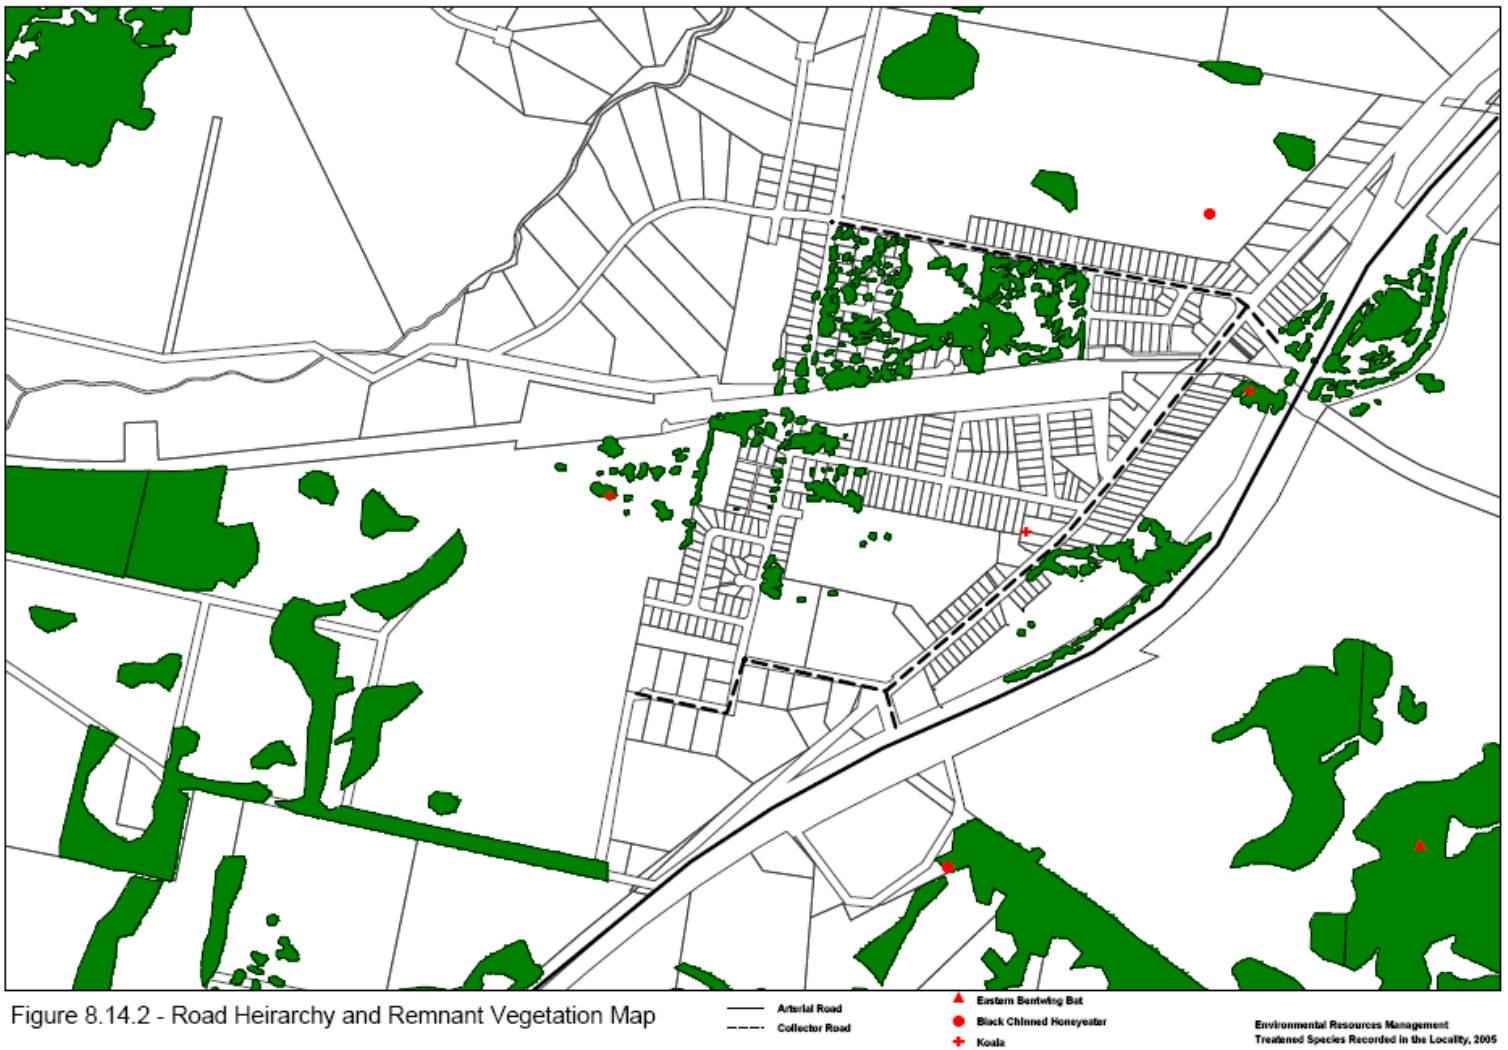 Figure 8.14.2 - Road Heirarchy and Remnant Vegetation Map
Arterial Road
Collector Road
Eastern Bentwing Bat
Black Chinned Honeyeater
Koala
Environmental Resources Management
Treatened Species Recorded in the Locality, 2005